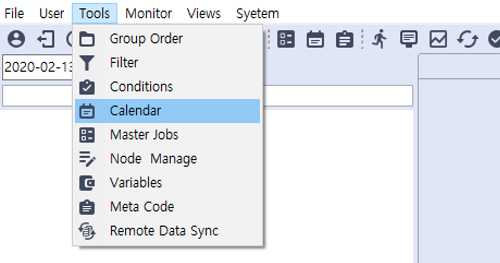 File User Tools Monitor Views System
Group Order
2020-02-13
Filter
Conditions
Calendar
Master Jobs
Node Manage
Variables
Meta Code
Remote Data Sync